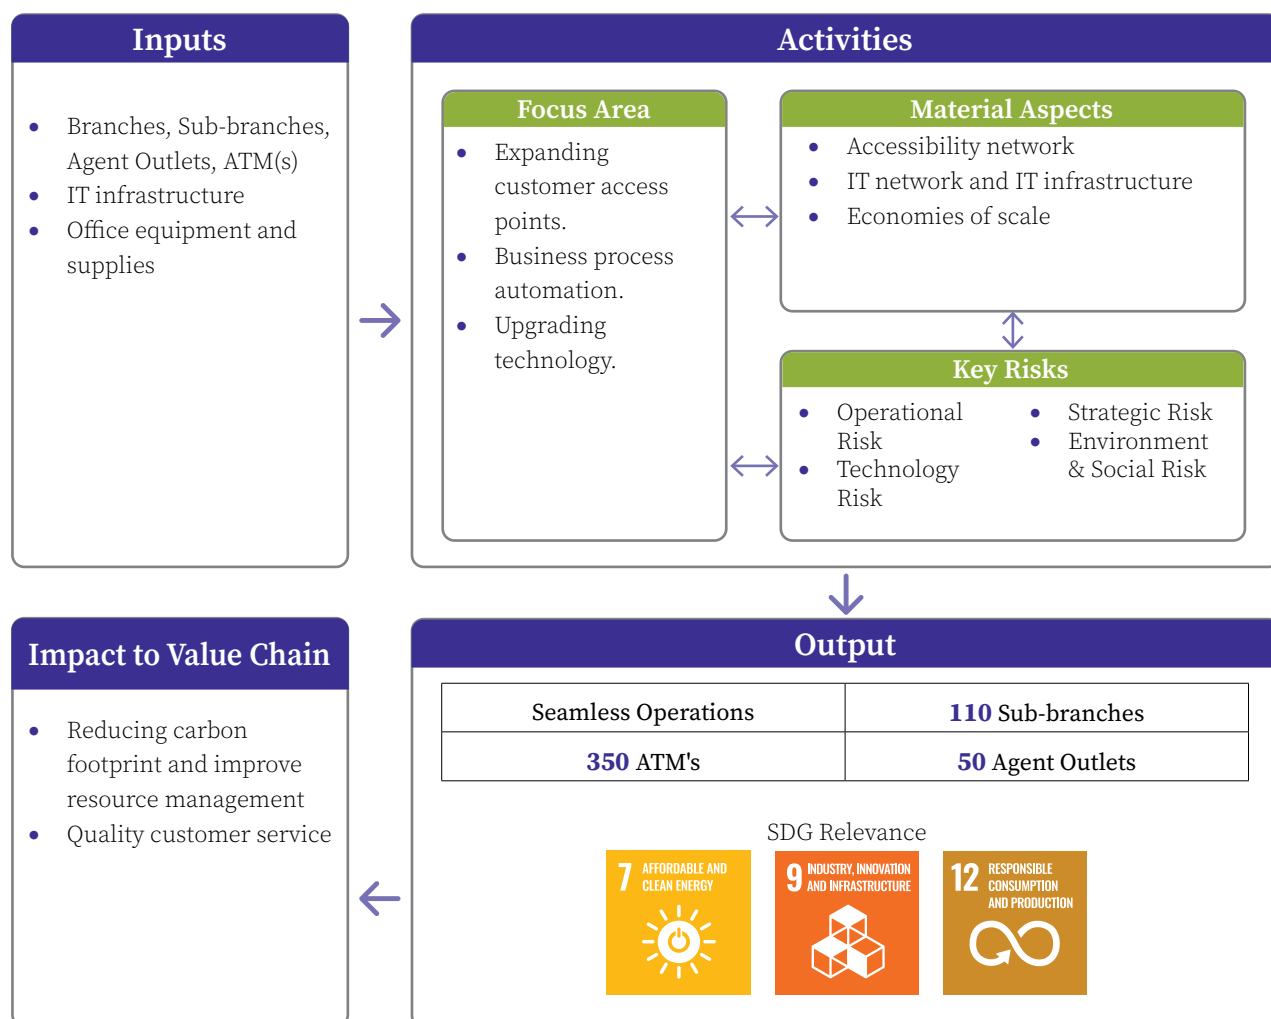 Inputs
• Branches, Sub-branches,
Agent Outlets, ATM(s)
• IT infrastructure
• Office equipment and
supplies
Activities
Focus Area
• Expanding
customer access
points.
• Business process
automation.
• Upgrading
technology.
Material Aspects
• Accessibility network
• IT network and IT infrastructure
• Economies of scale
Key Risks
• Operational
Risk
• Technology
Risk
• Strategic Risk
• Environment
& Social Risk
Output
Seamless Operations
110 Sub-branches
350 ATM's
50 Agent Outlets
SDG Relevance
7 AFFORDABLE AND
CLEAN ENERGY
9 INDUSTRY, INNOVATION
AND INFRASTRUCTURE
12 RESPONSIBLE
CONSUMPTION
AND PRODUCTION
Impact to Value Chain
• Reducing carbon
footprint and improve
resource management
• Quality customer service